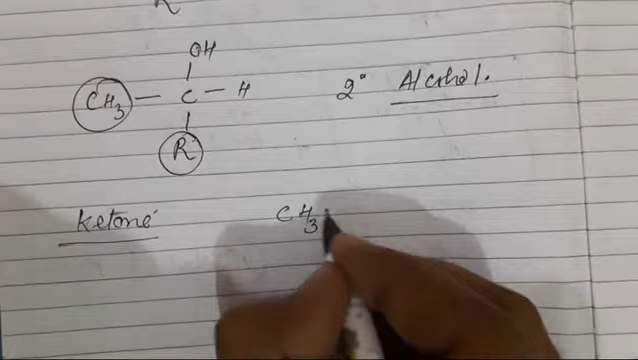 R
OH
CH3 — C — H 2° Alcohol.
R
Ketone CH3